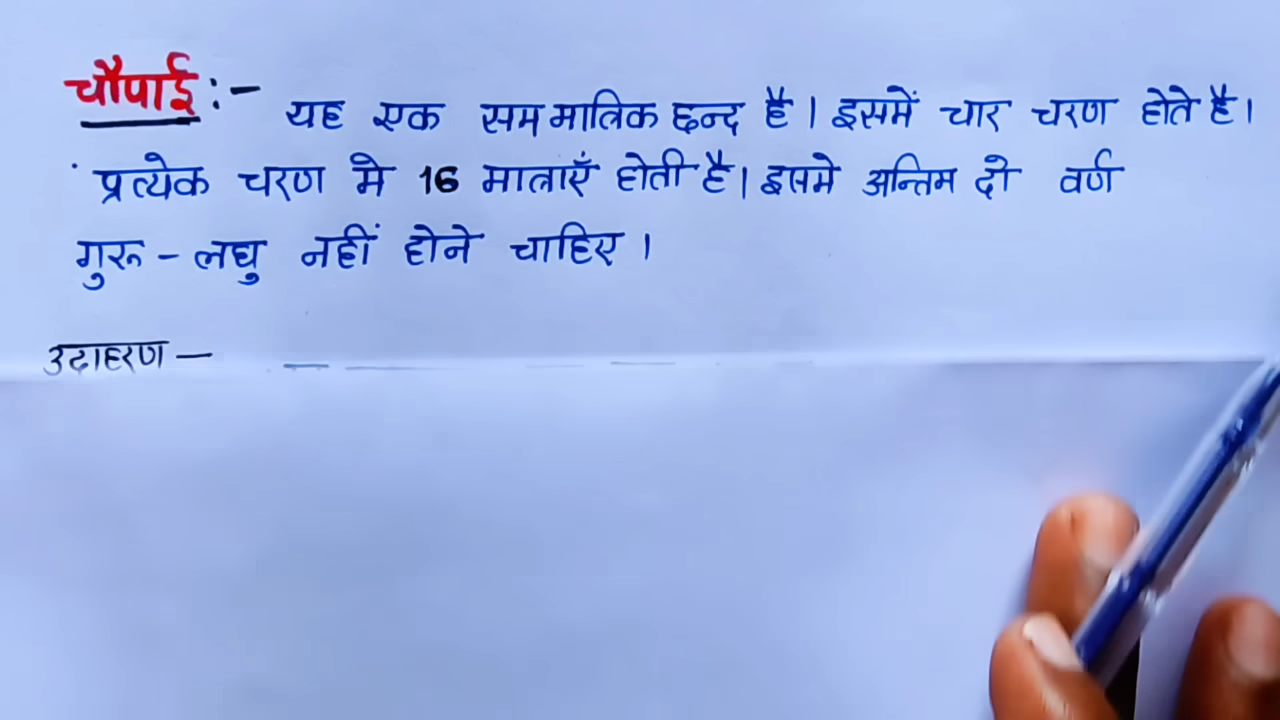 चौपाई :- यह एक सम मात्रिक छन्द है। इसमें चार चरण होते है।
प्रत्येक चरण मे 16 मात्राएँ होती है। इसमे अन्तिम दो वर्ण
गुरू - लघु नहीं होने चाहिए।
उदाहरण -